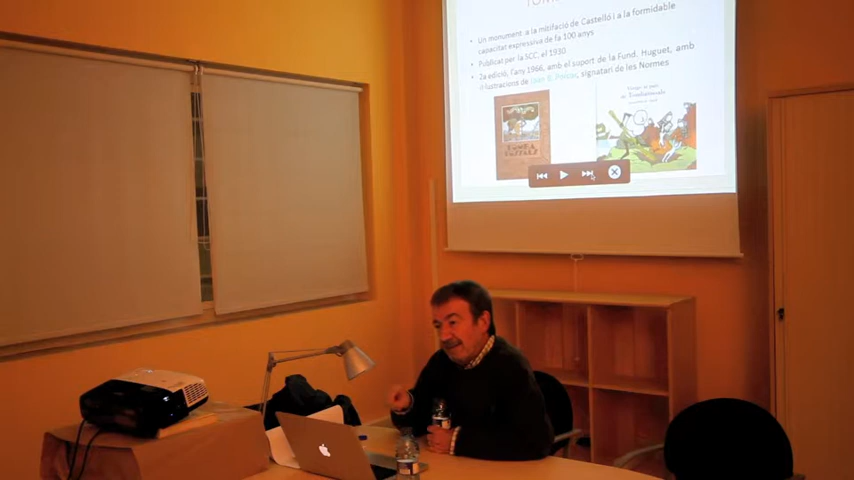 Un monument a la mitificació de Castelló i a la formidable
capacitat expressiva de fa 100 anys
Publicat per la SCC, el 1930
2a edició, l'any 1966, amb el suport de la Fund. Huguet, amb
il·lustracions de Joan B. Porcar, signatari de les Normes
TOMBA
TOSSALS